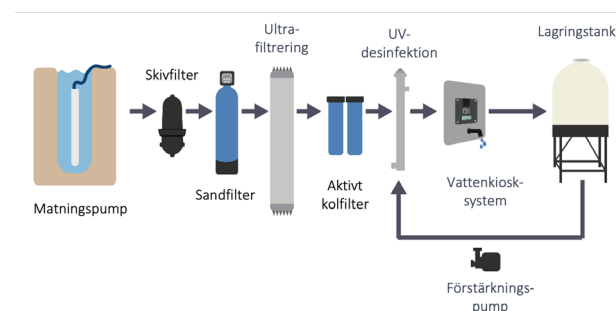 Ultra-
filtrering
UV-
desinfektion
Lagringstank
Skivfilter
Matningspump
Sandfilter
Aktivt
kolfilter
Vattenkiosk-
system
Förstärknings-
pump